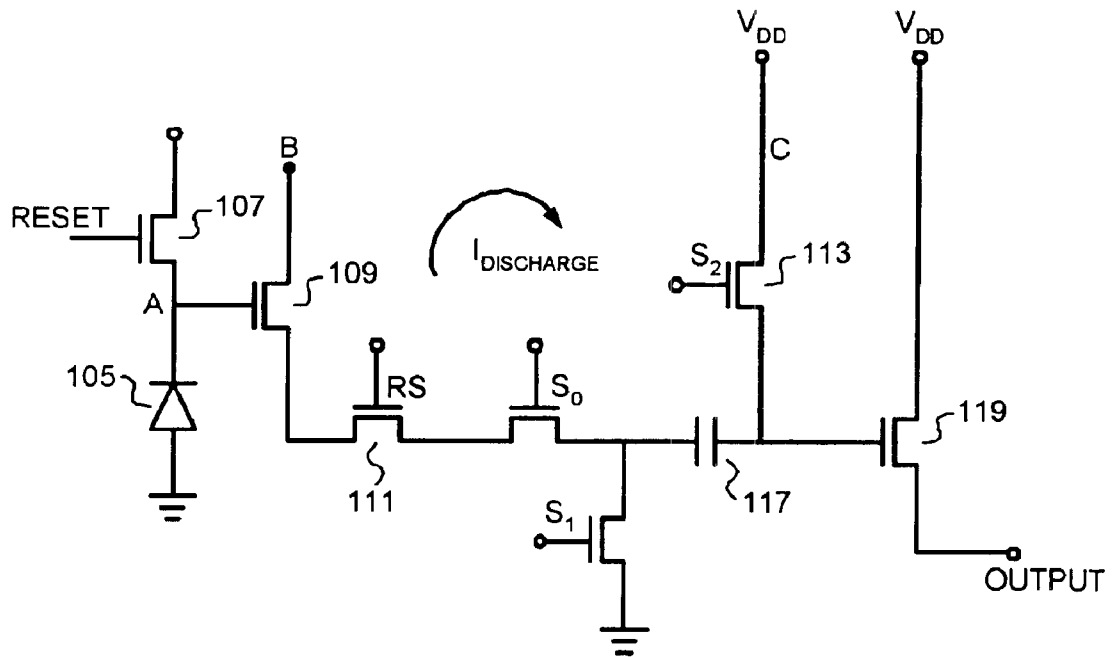 V_DD
V_DD
B
C
RESET
107
I_DISCHARGE
S_2
113
109
A
105
RS
S_0
119
111
117
S_1
OUTPUT